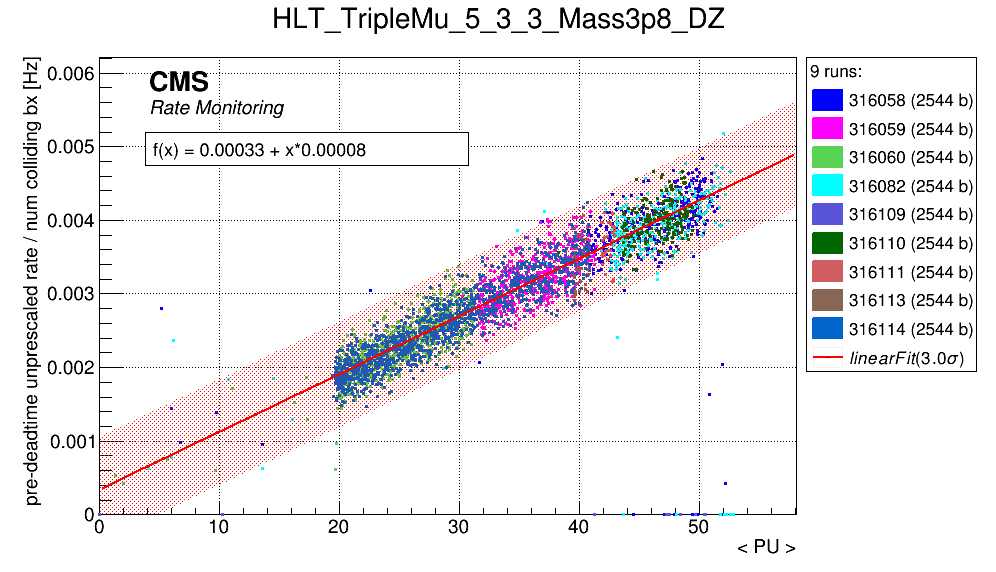 HLT_TripleMu_5_3_3_Mass3p8_DZ
pre-deadtime unprescaled rate / num colliding bx [Hz]
0.006
0.005
0.004
0.003
0.002
0.001
0
CMS
Rate Monitoring
f(x) = 0.00033 + x*0.00008
0 10 20 30 40 50
< PU >
9 runs:
316058 (2544 b)
316059 (2544 b)
316060 (2544 b)
316082 (2544 b)
316109 (2544 b)
316110 (2544 b)
316111 (2544 b)
316113 (2544 b)
316114 (2544 b)
linearFit(3.0σ)